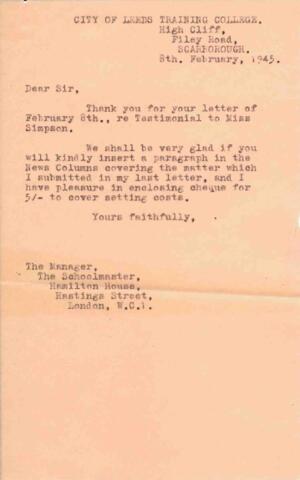 CITY OF LEEDS TRAINING COLLEGE.
High Cliff,
Filey Road,
SCARBOROUGH.
8th. February, 1945.
Dear Sir,
Thank you for your letter of
February 8th., re Testimonial to Miss
Simpson.
We shall be very glad if you
will kindly insert a paragraph in the
News Columns covering the matter which
I submitted in my last letter, and I
have pleasure in enclosing cheque for
5/- to cover setting costs.
Yours faithfully,
The Manager,
The Schoolmaster,
Hamilton House,
Hastings Street,
London, W.C.1.